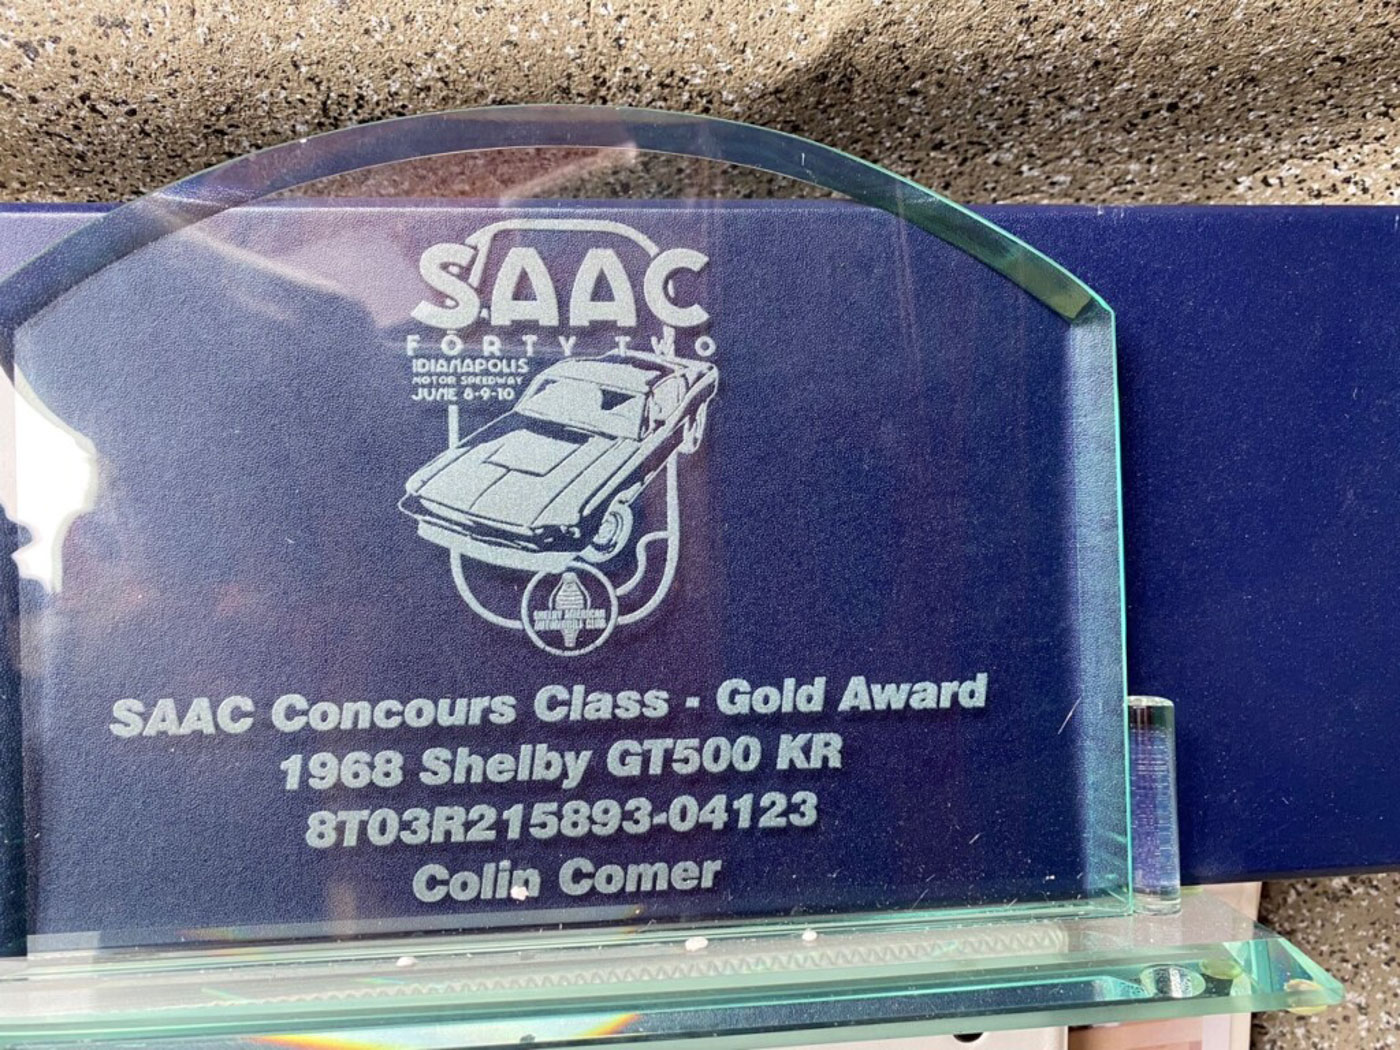 SAAC
FORTY TWO
IDIANAPOLIS
MOTOR SPEEDWAY
JUNE 8-9-10
SHELBY AMERICAN
AUTOMOBILE CLUB
SAAC Concours Class - Gold Award
1968 Shelby GT500 KR
8T03R215893-04123
Colin Comer